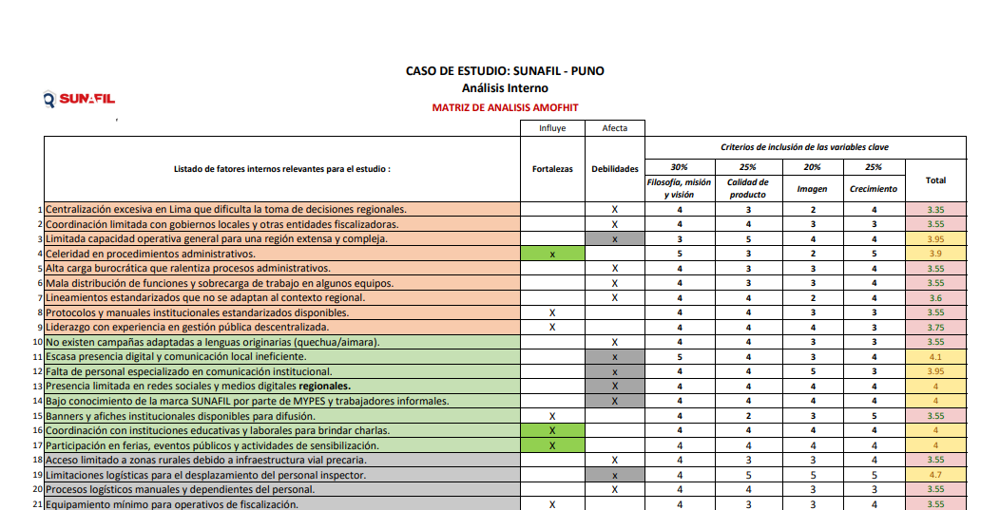 CASO DE ESTUDIO: SUNAFIL - PUNO
Análisis Interno
SUNAFIL
MATRIZ DE ANALISIS AMOFHIT
Influye Afecta
Listado de fatores internos relevantes para el estudio : Fortalezas Debilidades Criterios de inclusión de las variables clave
30% 25% 20% 25% Total
Filosofía, misión y visión Calidad de producto Imagen Crecimiento
1 Centralización excesiva en Lima que dificulta la toma de decisiones regionales. X 4 3 2 4 3.35
2 Coordinación limitada con gobiernos locales y otras entidades fiscalizadoras. X 4 4 3 3 3.55
3 Limitada capacidad operativa general para una región extensa y compleja. x 3 5 4 4 3.95
4 Celeridad en procedimientos administrativos. x 5 3 2 5 3.9
5 Alta carga burocrática que ralentiza procesos administrativos. X 4 3 3 4 3.55
6 Mala distribución de funciones y sobrecarga de trabajo en algunos equipos. X 4 3 3 4 3.55
7 Lineamientos estandarizados que no se adaptan al contexto regional. X 4 4 2 4 3.6
8 Protocolos y manuales institucionales estandarizados disponibles. X 4 4 3 3 3.55
9 Liderazgo con experiencia en gestión pública descentralizada. X 4 4 4 3 3.75
10 No existen campañas adaptadas a lenguas originarias (quechua/aimara). X 4 4 3 3 3.55
11 Escasa presencia digital y comunicación local ineficiente. x 5 4 3 4 4.1
12 Falta de personal especializado en comunicación institucional. x 4 4 5 3 3.95
13 Presencia limitada en redes sociales y medios digitales regionales. X 4 4 4 4 4
14 Bajo conocimiento de la marca SUNAFIL por parte de MYPES y trabajadores informales. X 4 4 4 4 4
15 Banners y afiches institucionales disponibles para difusión. X 4 2 3 5 3.55
16 Coordinación con instituciones educativas y laborales para brindar charlas. X 4 4 4 4 4
17 Participación en ferias, eventos públicos y actividades de sensibilización. X 4 4 4 4 4
18 Acceso limitado a zonas rurales debido a infraestructura vial precaria. X 4 3 3 4 3.55
19 Limitaciones logísticas para el desplazamiento del personal inspector. x 4 5 5 5 4.7
20 Procesos logísticos manuales y dependientes del personal. X 4 4 3 3 3.55
21 Equipamiento mínimo para operativos de fiscalización. X 4 3 3 4 3.55